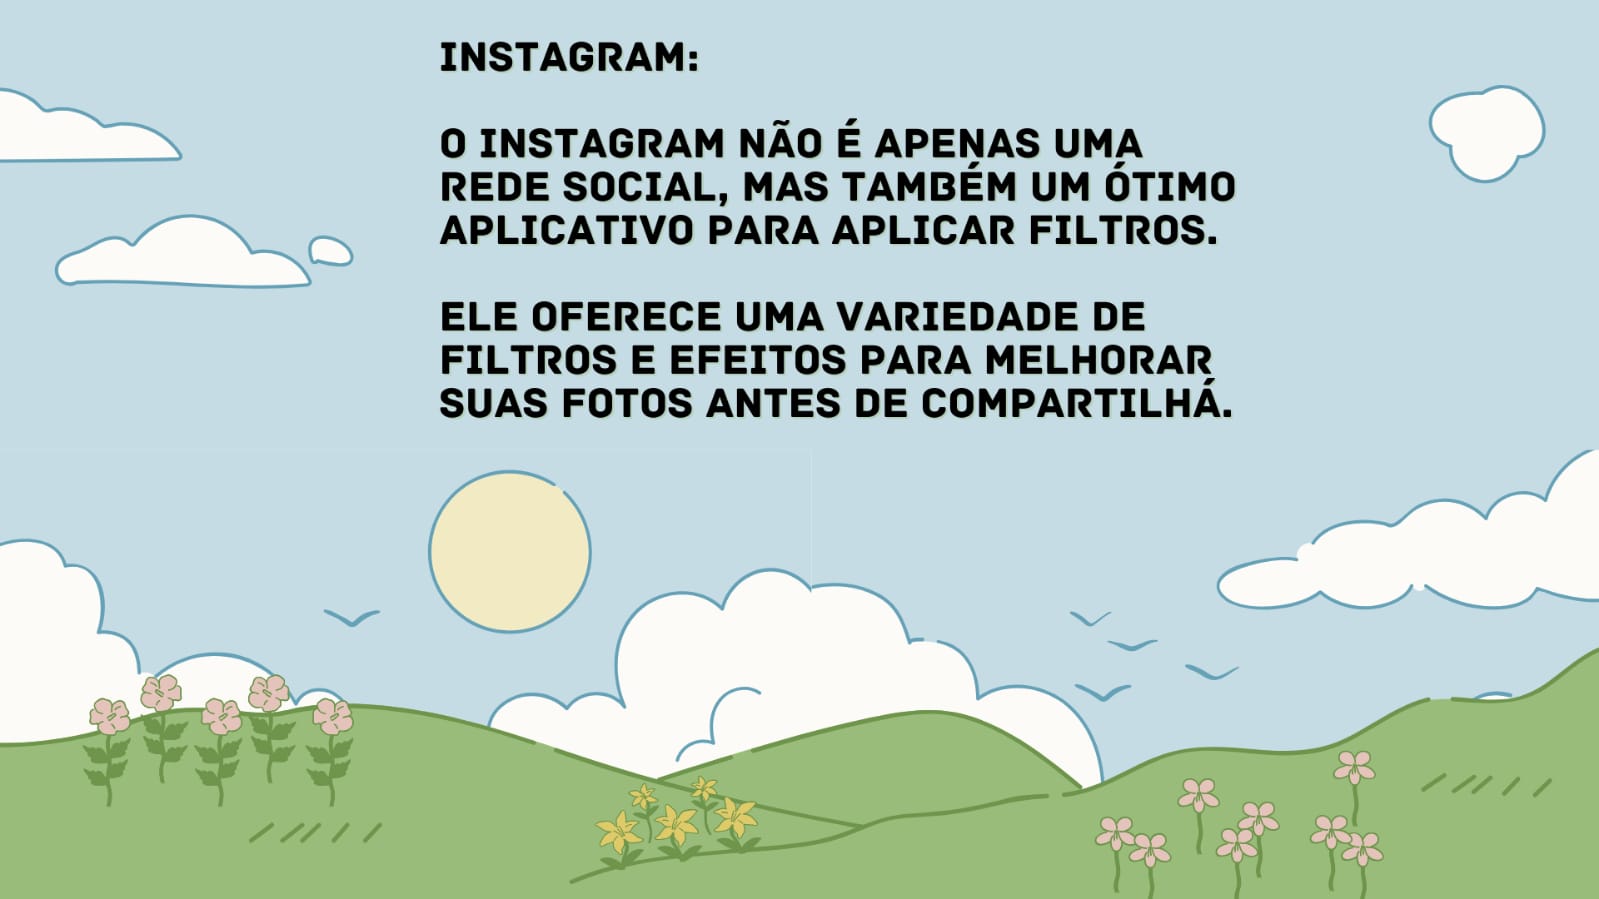 INSTAGRAM:
O INSTAGRAM NÃO É APENAS UMA
REDE SOCIAL, MAS TAMBÉM UM ÓTIMO
APLICATIVO PARA APLICAR FILTROS.
ELE OFERECE UMA VARIEDADE DE
FILTROS E EFEITOS PARA MELHORAR
SUAS FOTOS ANTES DE COMPARTILHÁ.